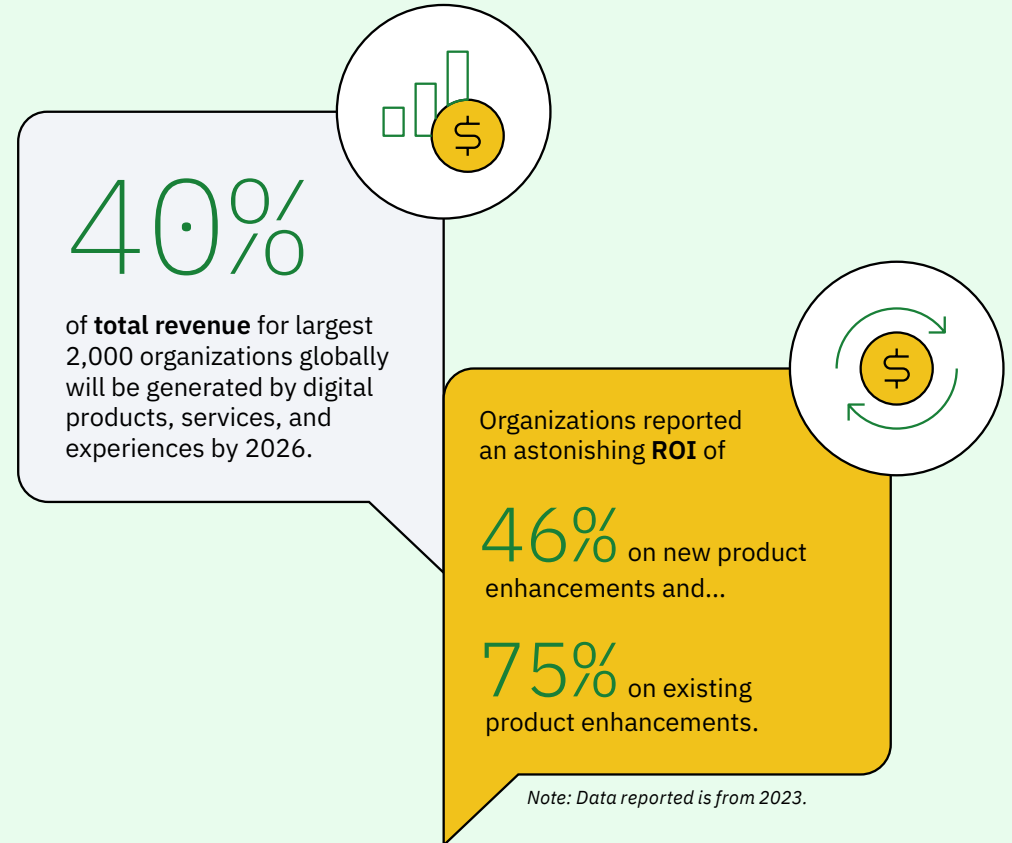 40%
of total revenue for largest
2,000 organizations globally
will be generated by digital
products, services, and
experiences by 2026.
Organizations reported
an astonishing ROI of
46% on new product
enhancements and...
75% on existing
product enhancements.
Note: Data reported is from 2023.
$
$